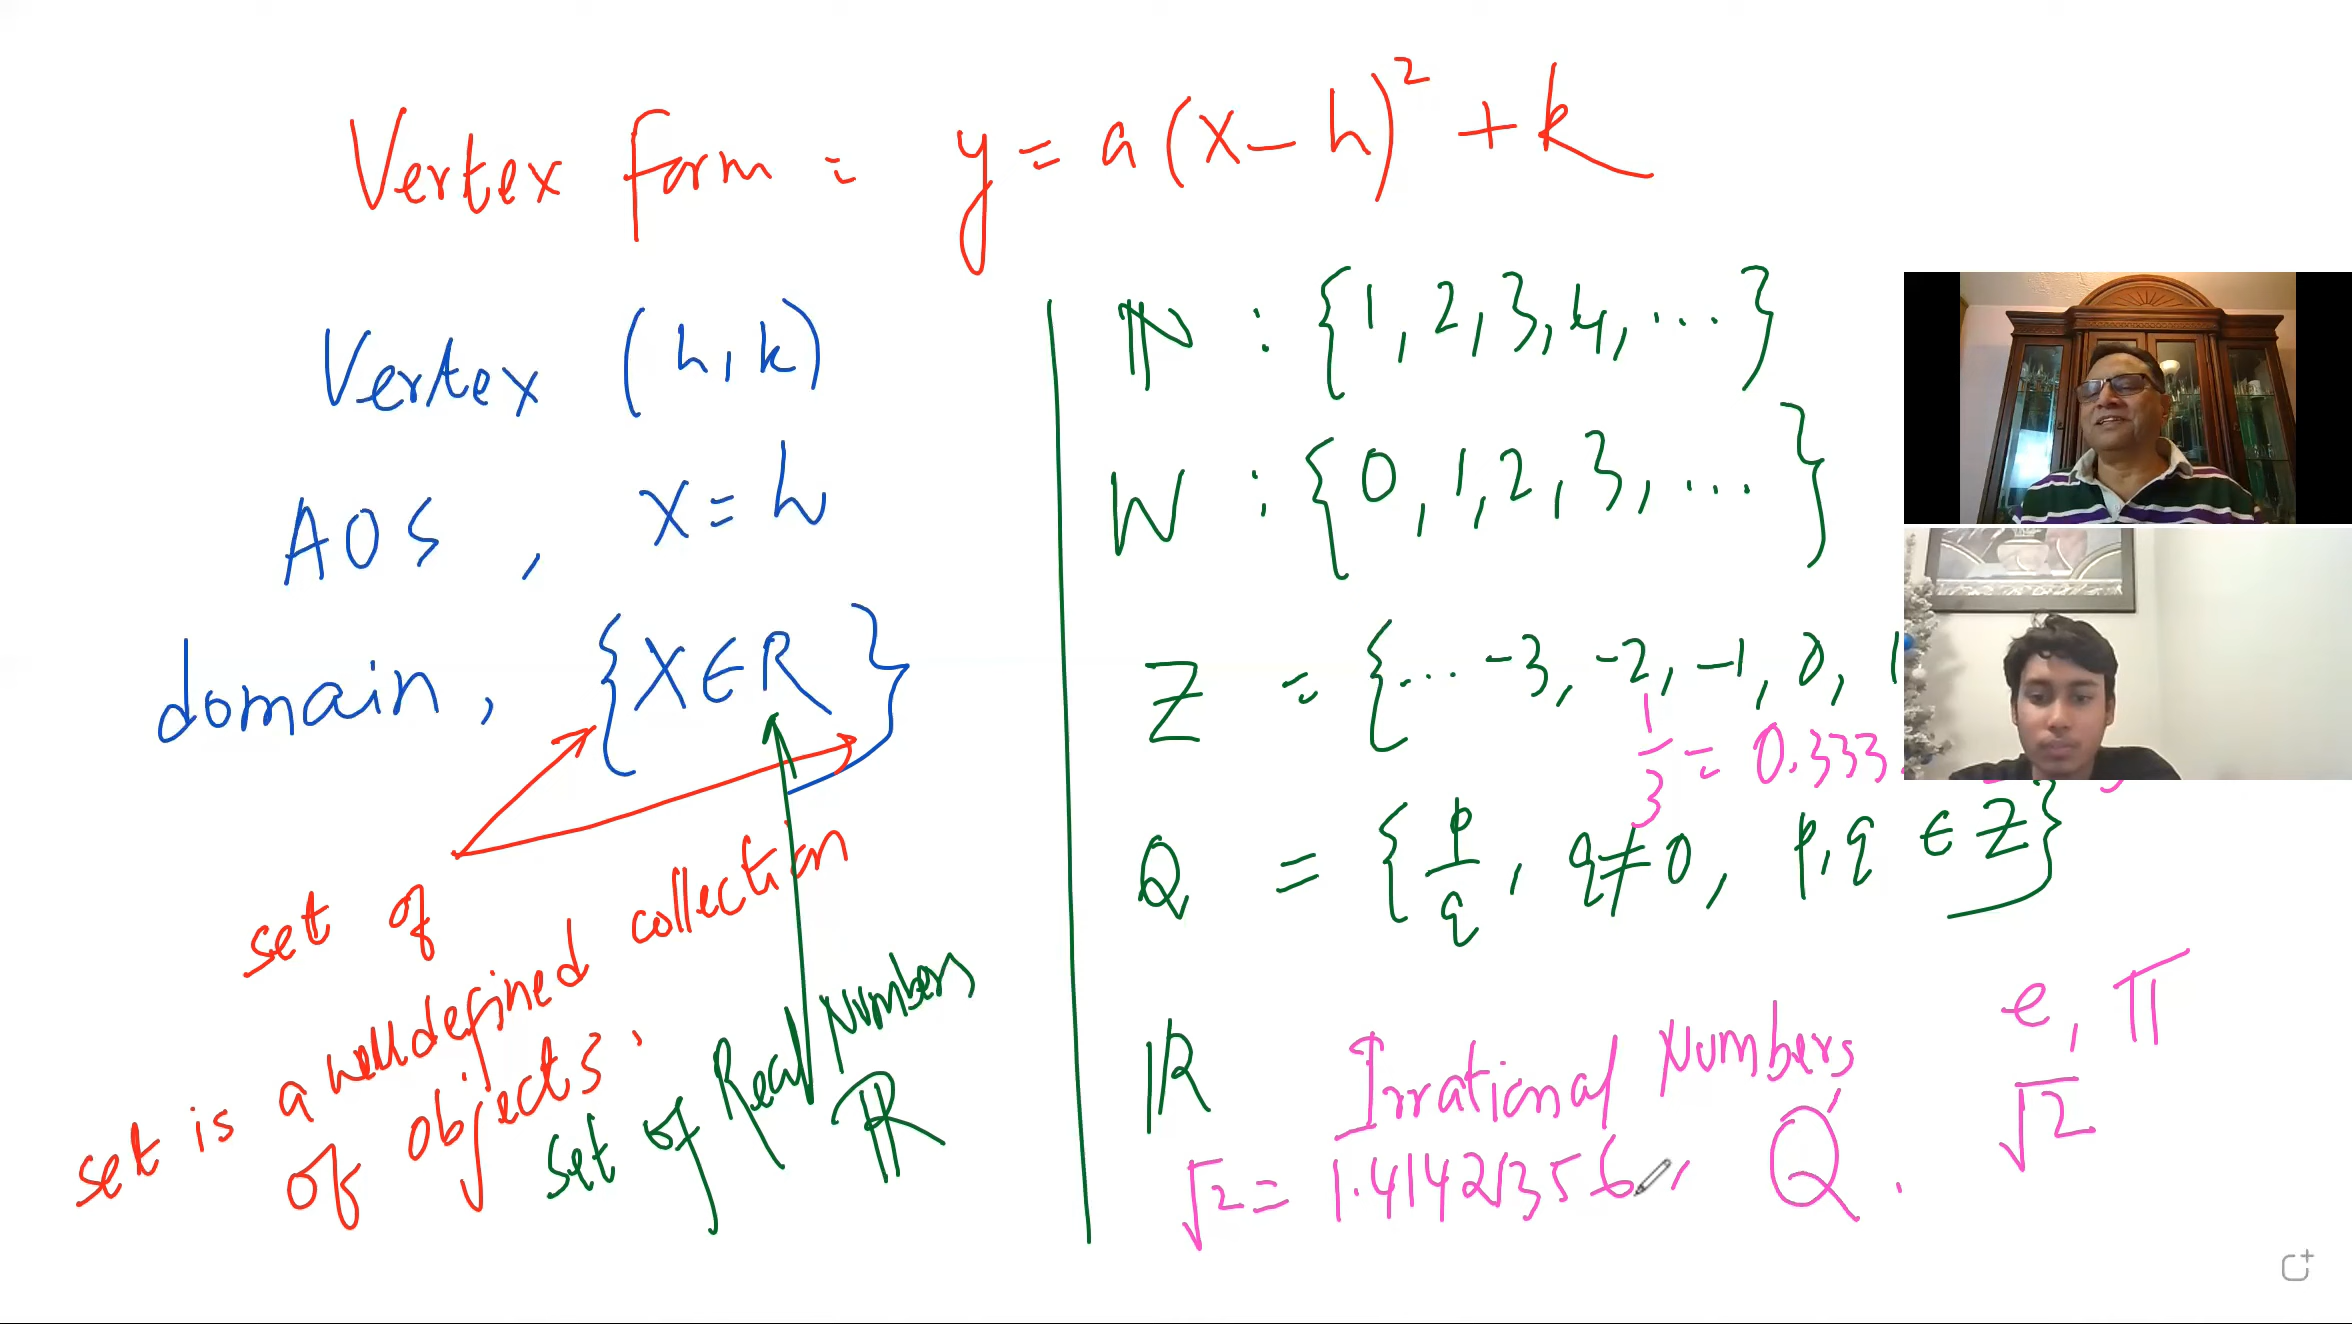 Vertex form = y = a(x-h)² + k
Vertex (h, k)
AOS, x = h
domain, {X∈R}
set of
set is a welldefined collection
of objects.
set of Real Numbers
ℝ
ℕ : {1, 2, 3, 4, ...}
W : {0, 1, 2, 3, ...}
Z = {... -3, -2, -1, 0, 1
1/3 = 0.333
Q = {p/q, q≠0, p,q ∈ Z}
ℝ Irrational Numbers e, π
√2 = 1.41421356 Q' . √2